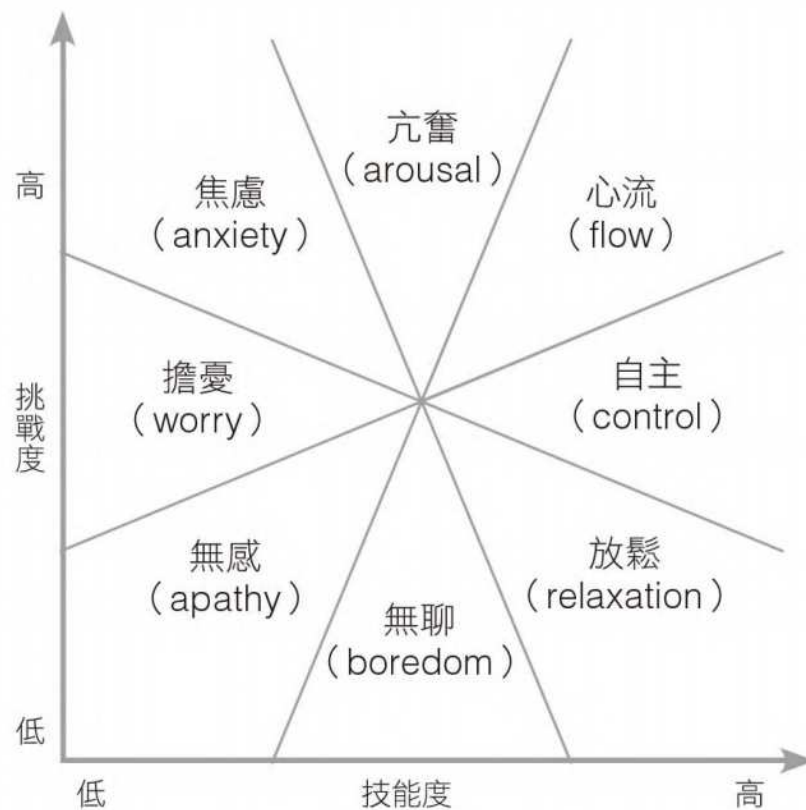 亢奮
（arousal）
高
焦慮
（anxiety）
心流
（flow）
挑戰度
擔憂
（worry）
自主
（control）
無感
（apathy）
放鬆
（relaxation）
無聊
（boredom）
低
低
技能度
高